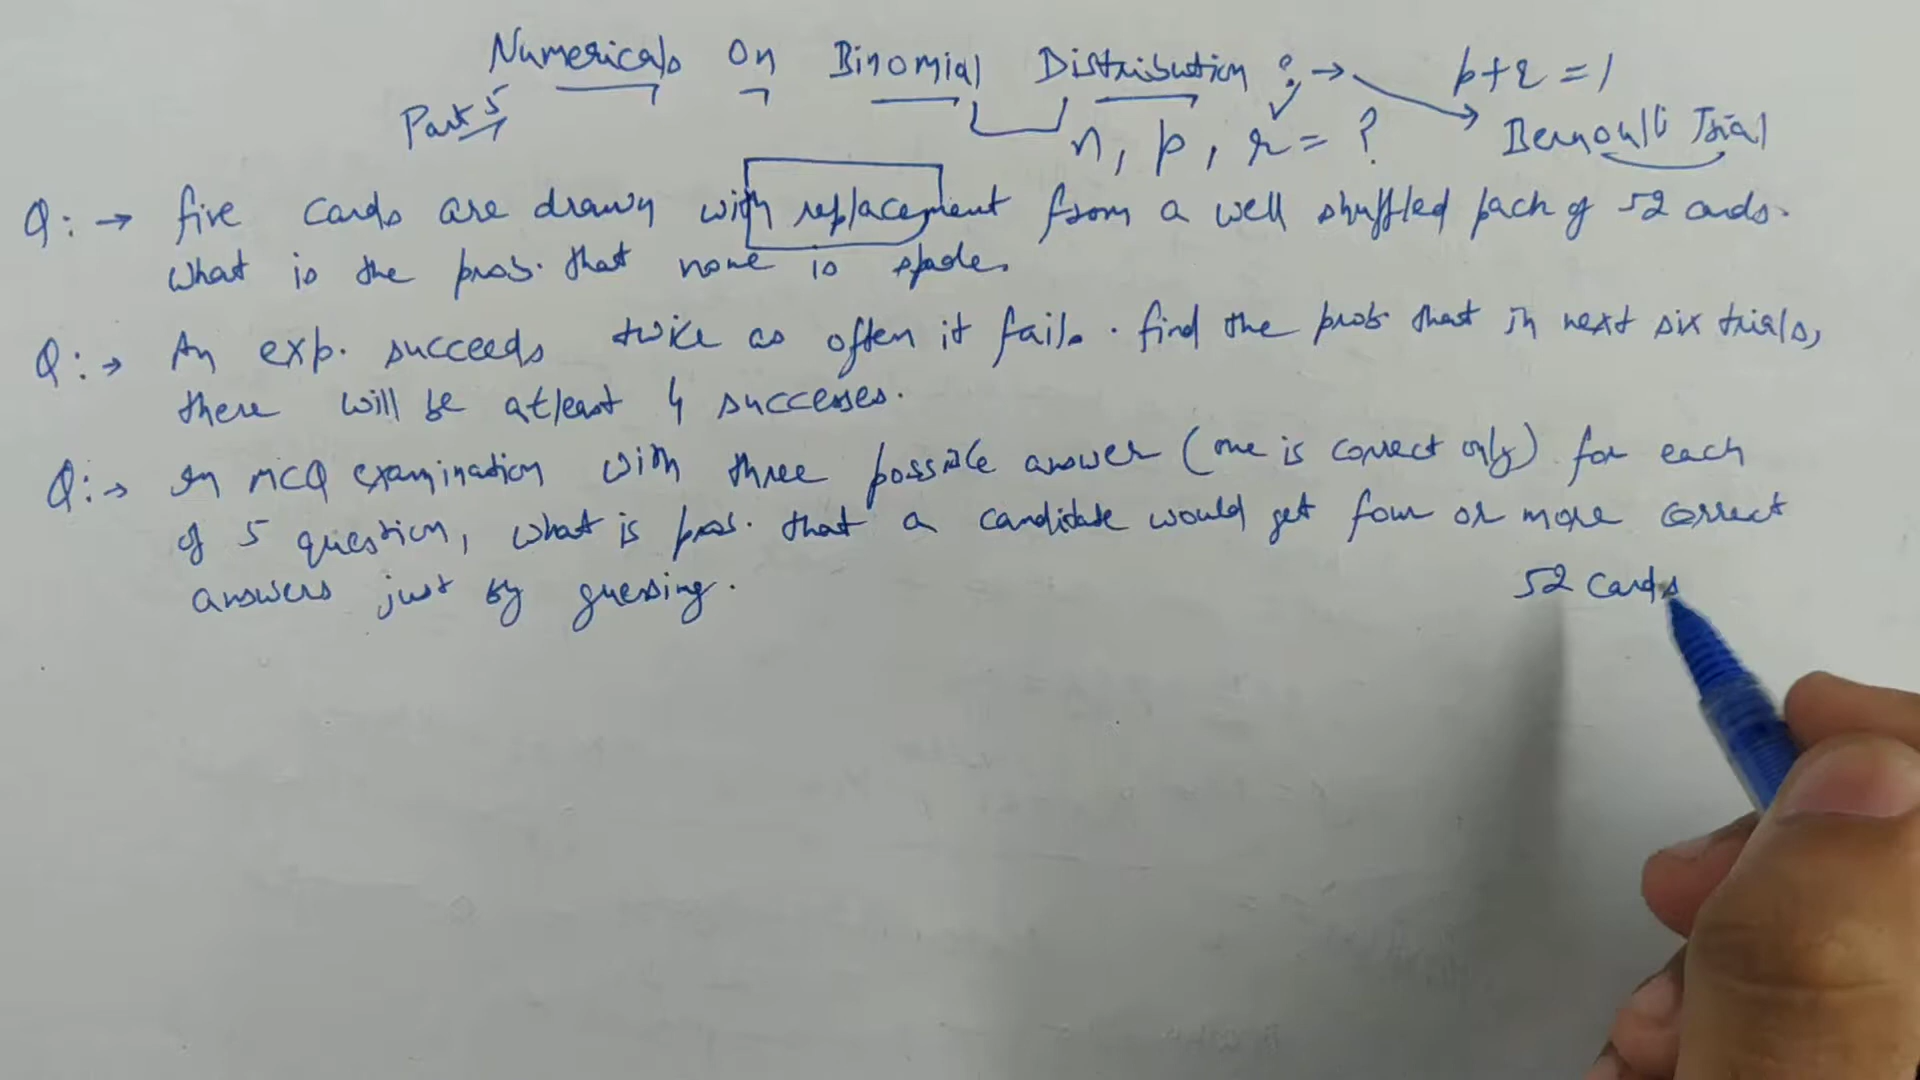 Numericals On Binomial Distribution : → p+q=1
Part 5
n, p, r = ?
Bernoulli Trial
Q: → five cards are drawn with replacement from a well shuffled pack of 52 cards.
What is the prob. that none is spade.
Q: → An exp. succeeds twice as often it fails. find the prob that in next six trials,
there will be atleast 4 successes.
Q: → In MCQ examination with three possible answer (one is correct only) for each
of 5 question, what is prob. that a candidate would get four or more correct
answers just by guessing.
52 Cards